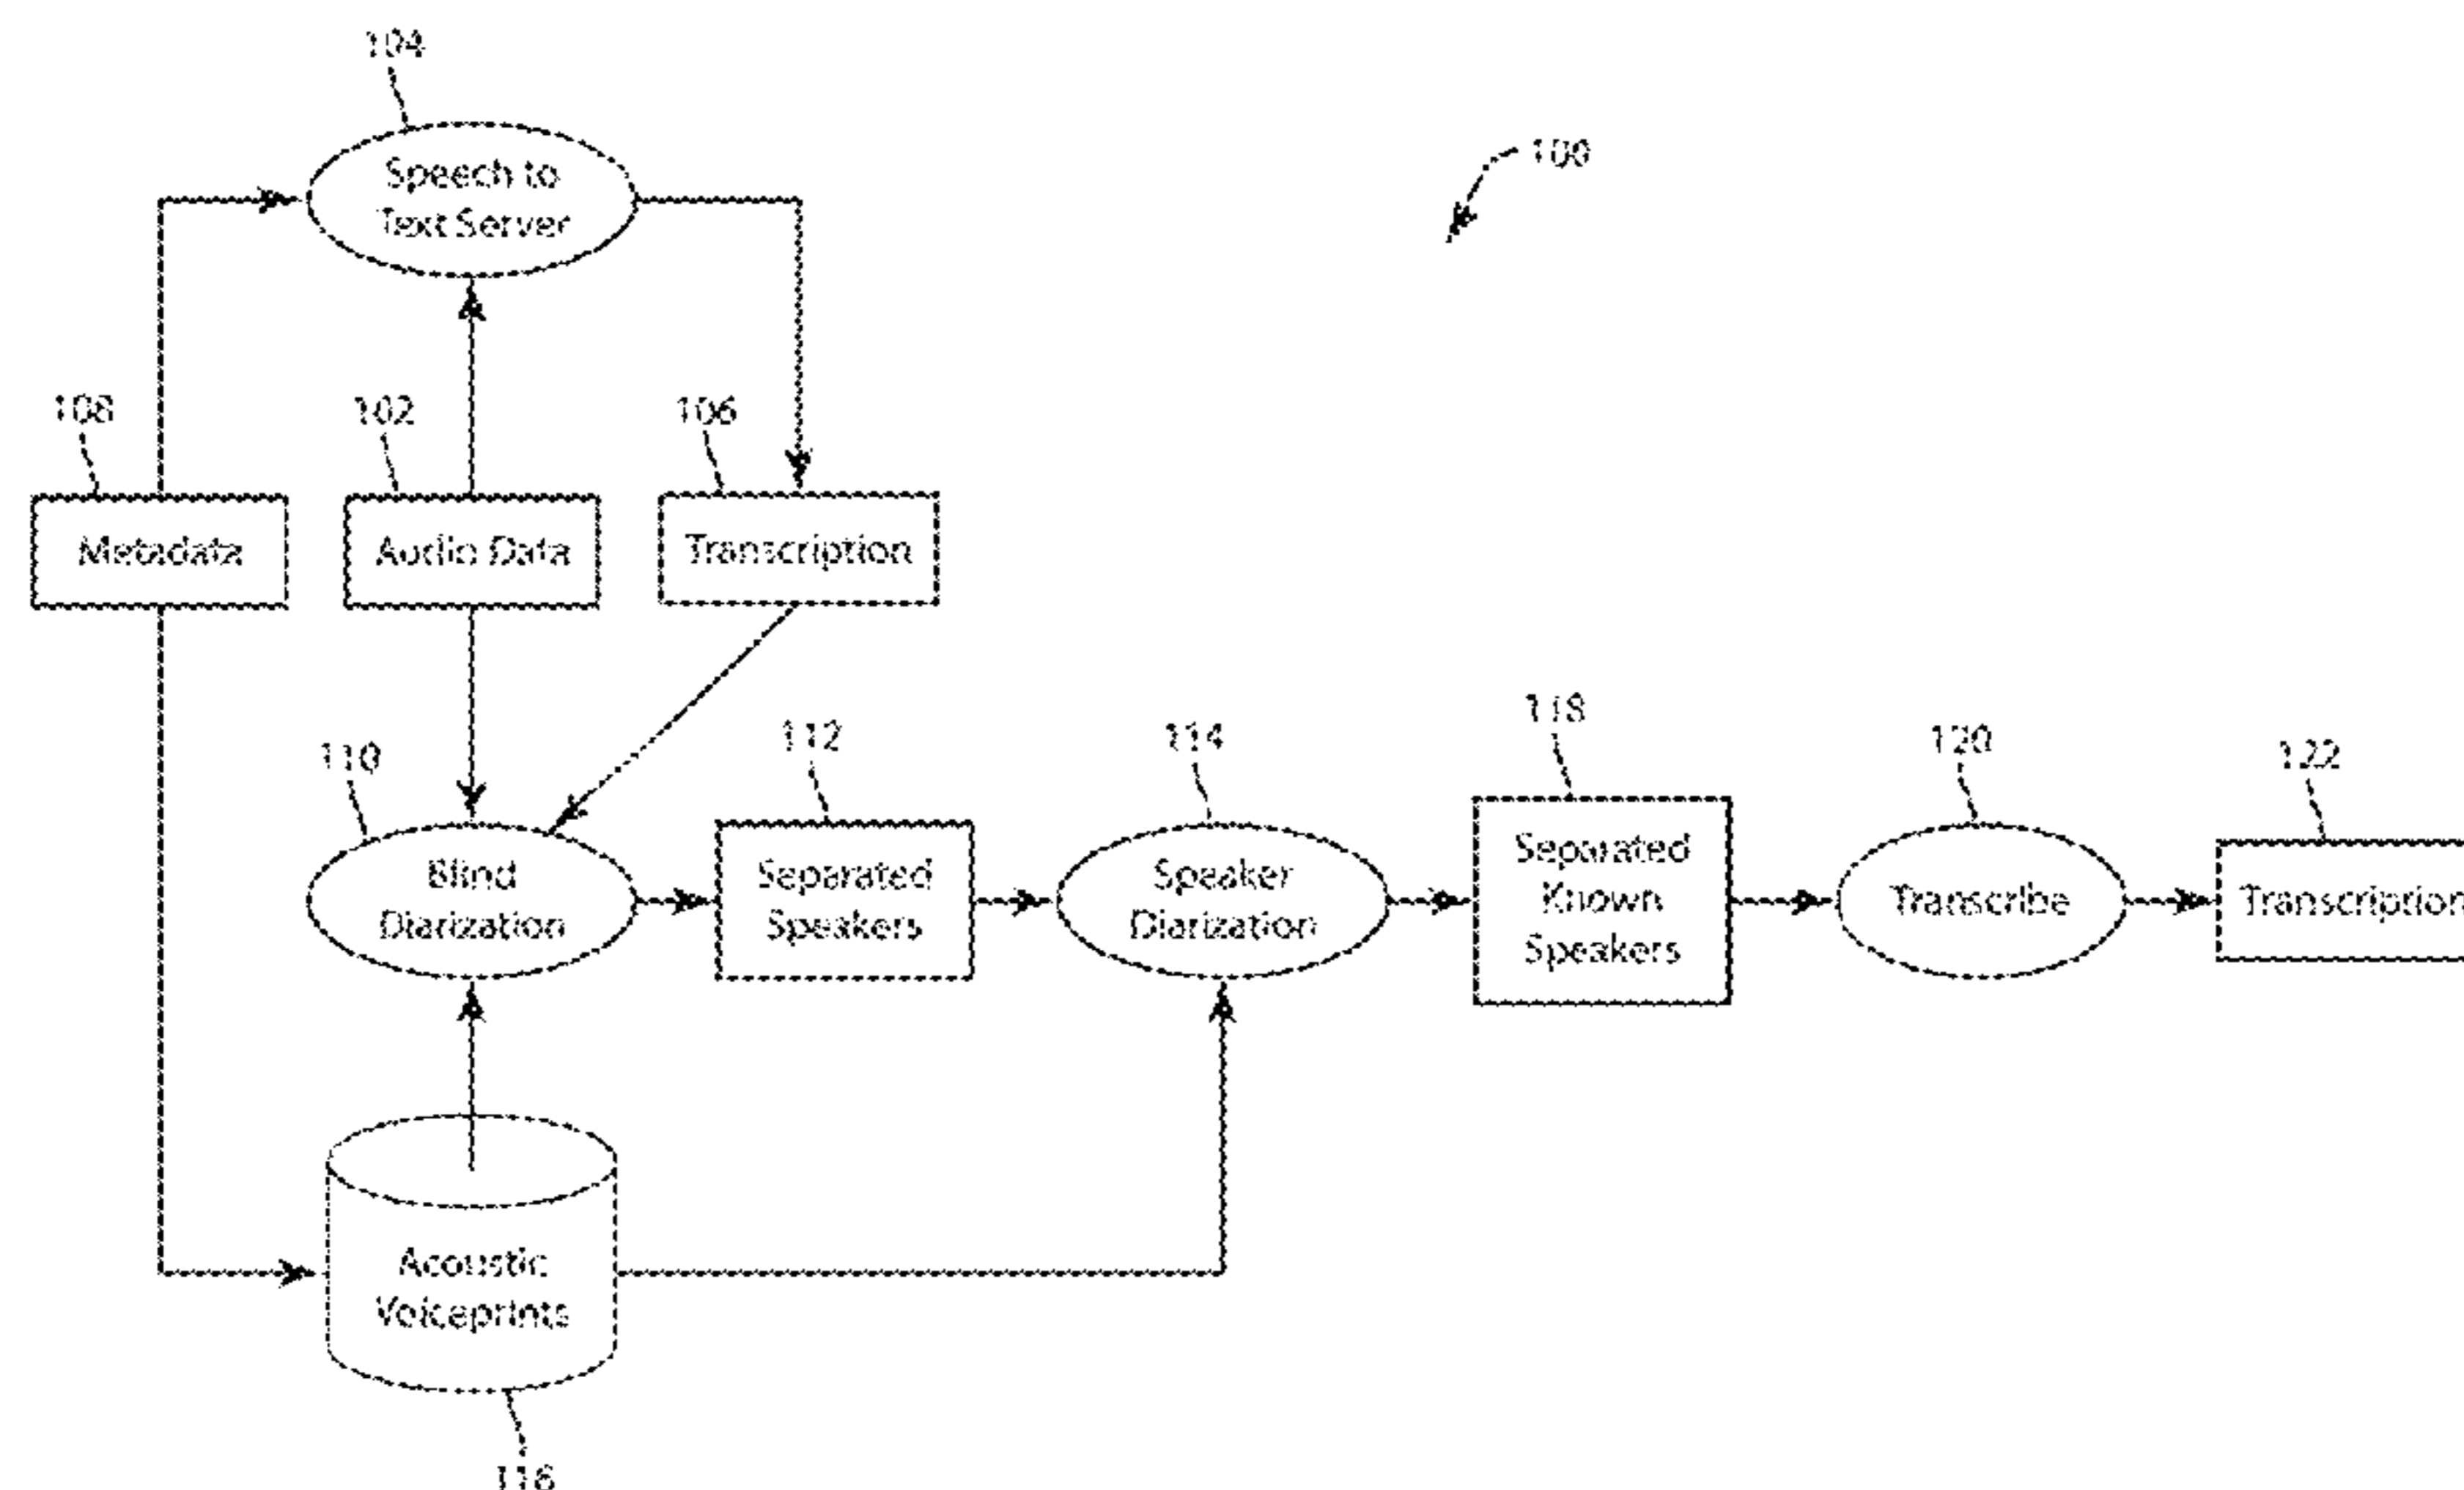 104
Speech to
Text Server
100
108
102
106
Metadata
Audio Data
Transcription
110
112
114
118
120
122
Blind
Diarization
Separated
Speakers
Speaker
Diarization
Separated
Known
Speakers
Transcribe
Transcription
Acoustic
Voiceprints
116